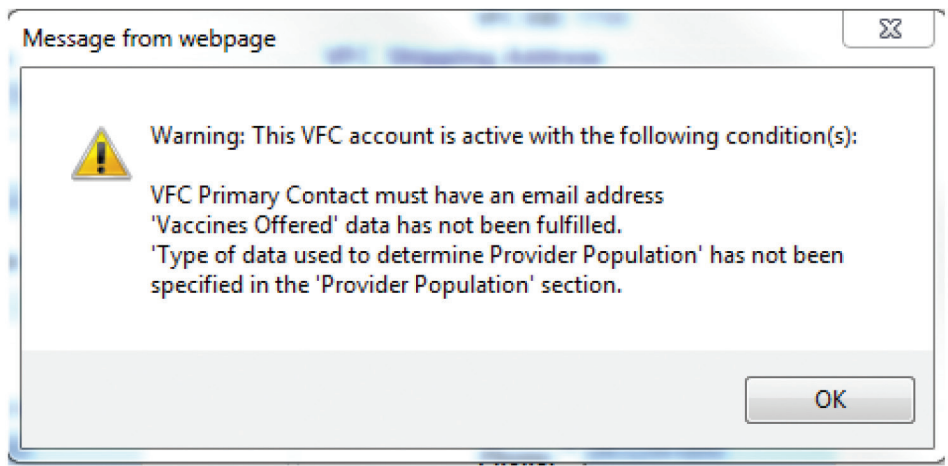 Message from webpage
Warning: This VFC account is active with the following condition(s):
VFC Primary Contact must have an email address
'Vaccines Offered' data has not been fulfilled.
'Type of data used to determine Provider Population' has not been
specified in the 'Provider Population' section.
OK